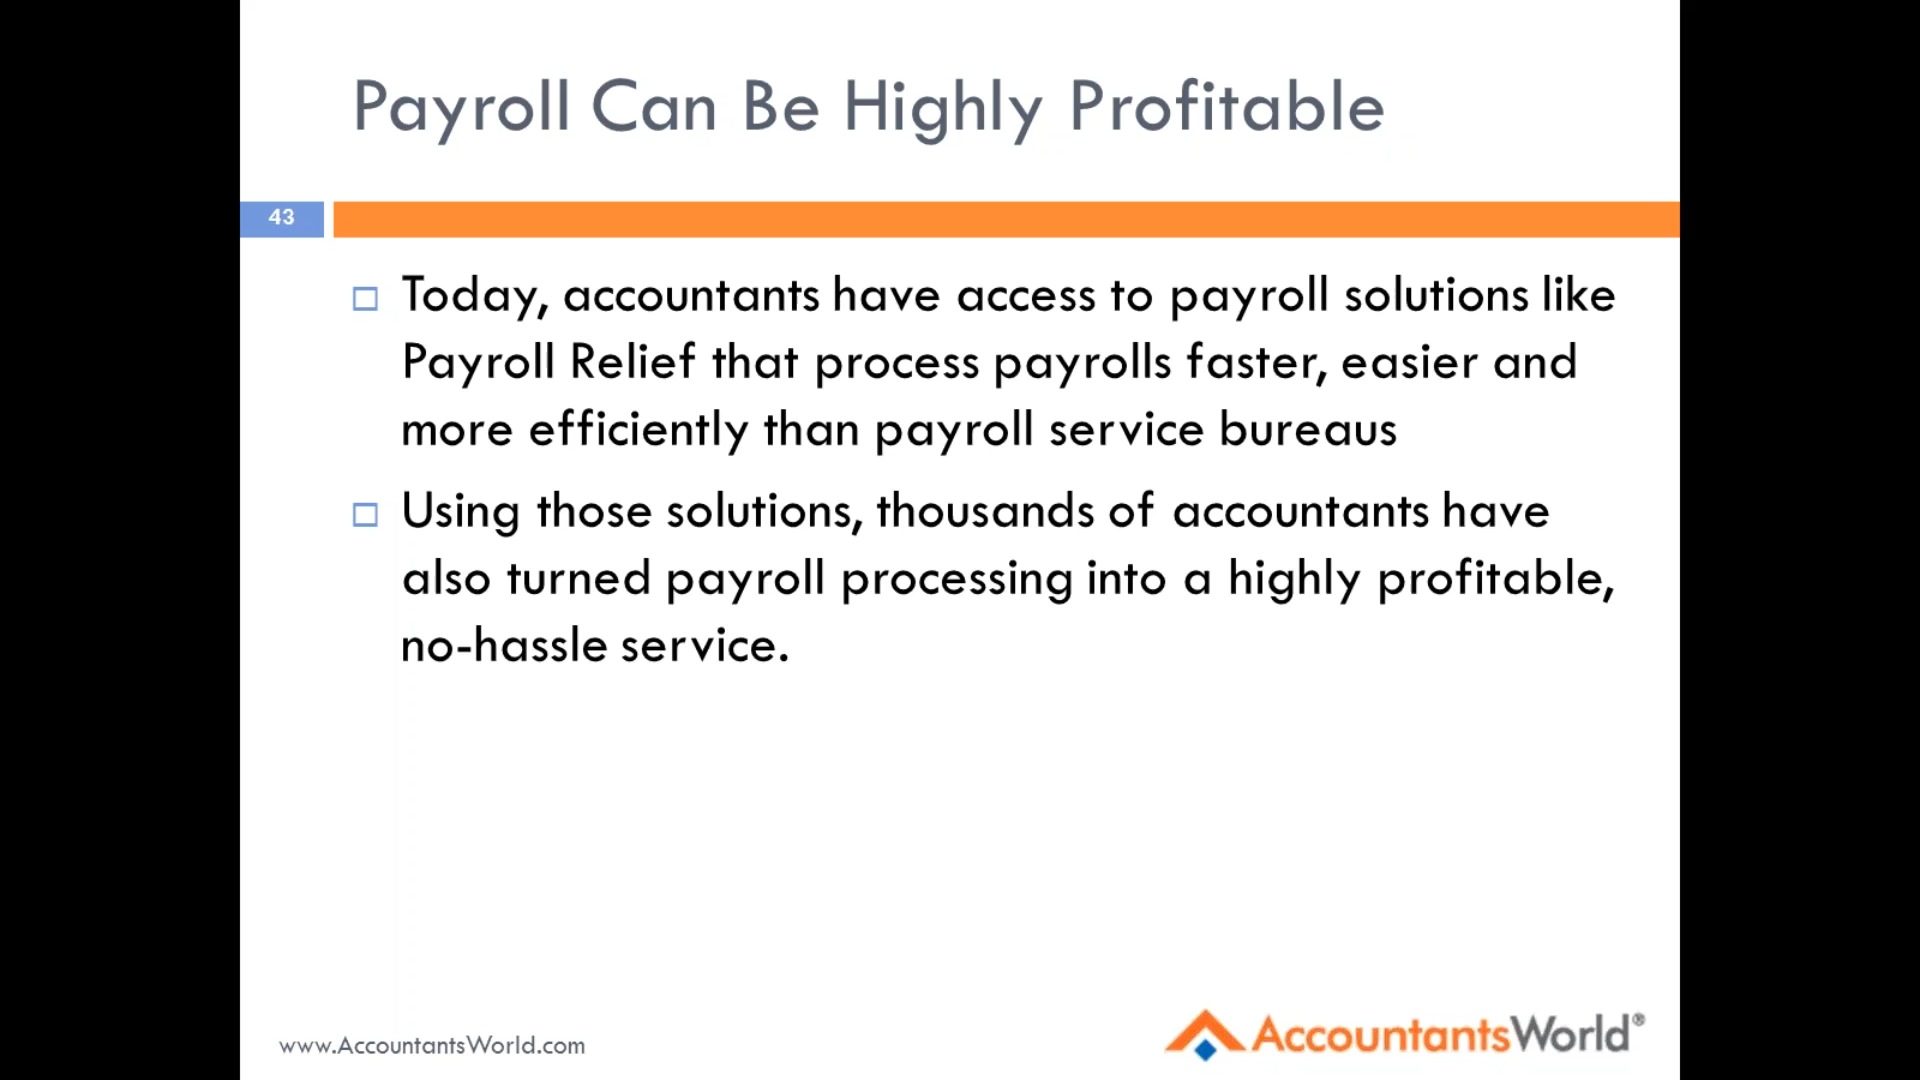 Payroll Can Be Highly Profitable
43
Today, accountants have access to payroll solutions like
Payroll Relief that process payrolls faster, easier and
more efficiently than payroll service bureaus
Using those solutions, thousands of accountants have
also turned payroll processing into a highly profitable,
no-hassle service.
www.AccountantsWorld.com
AccountantsWorld®